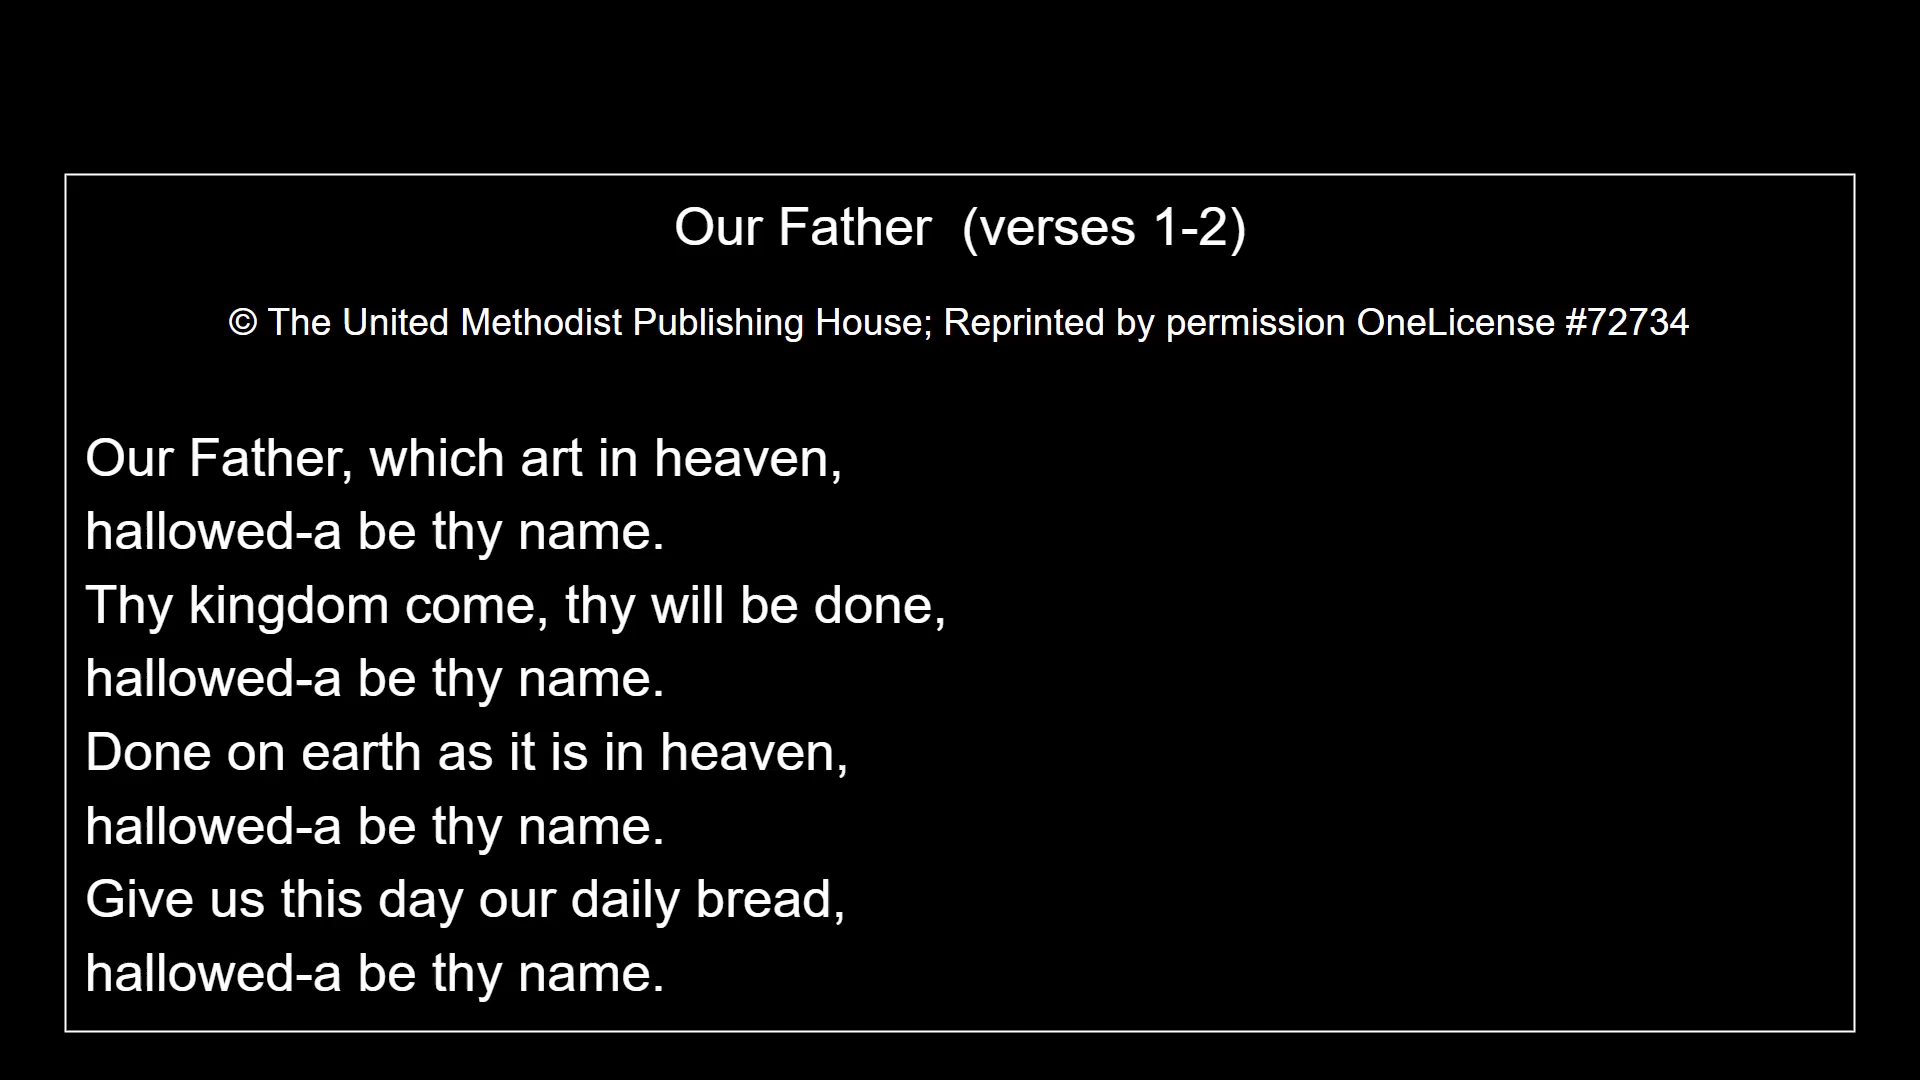 Our Father  (verses 1-2)
© The United Methodist Publishing House; Reprinted by permission OneLicense #72734
Our Father, which art in heaven,
hallowed-a be thy name.
Thy kingdom come, thy will be done,
hallowed-a be thy name.
Done on earth as it is in heaven,
hallowed-a be thy name.
Give us this day our daily bread,
hallowed-a be thy name.